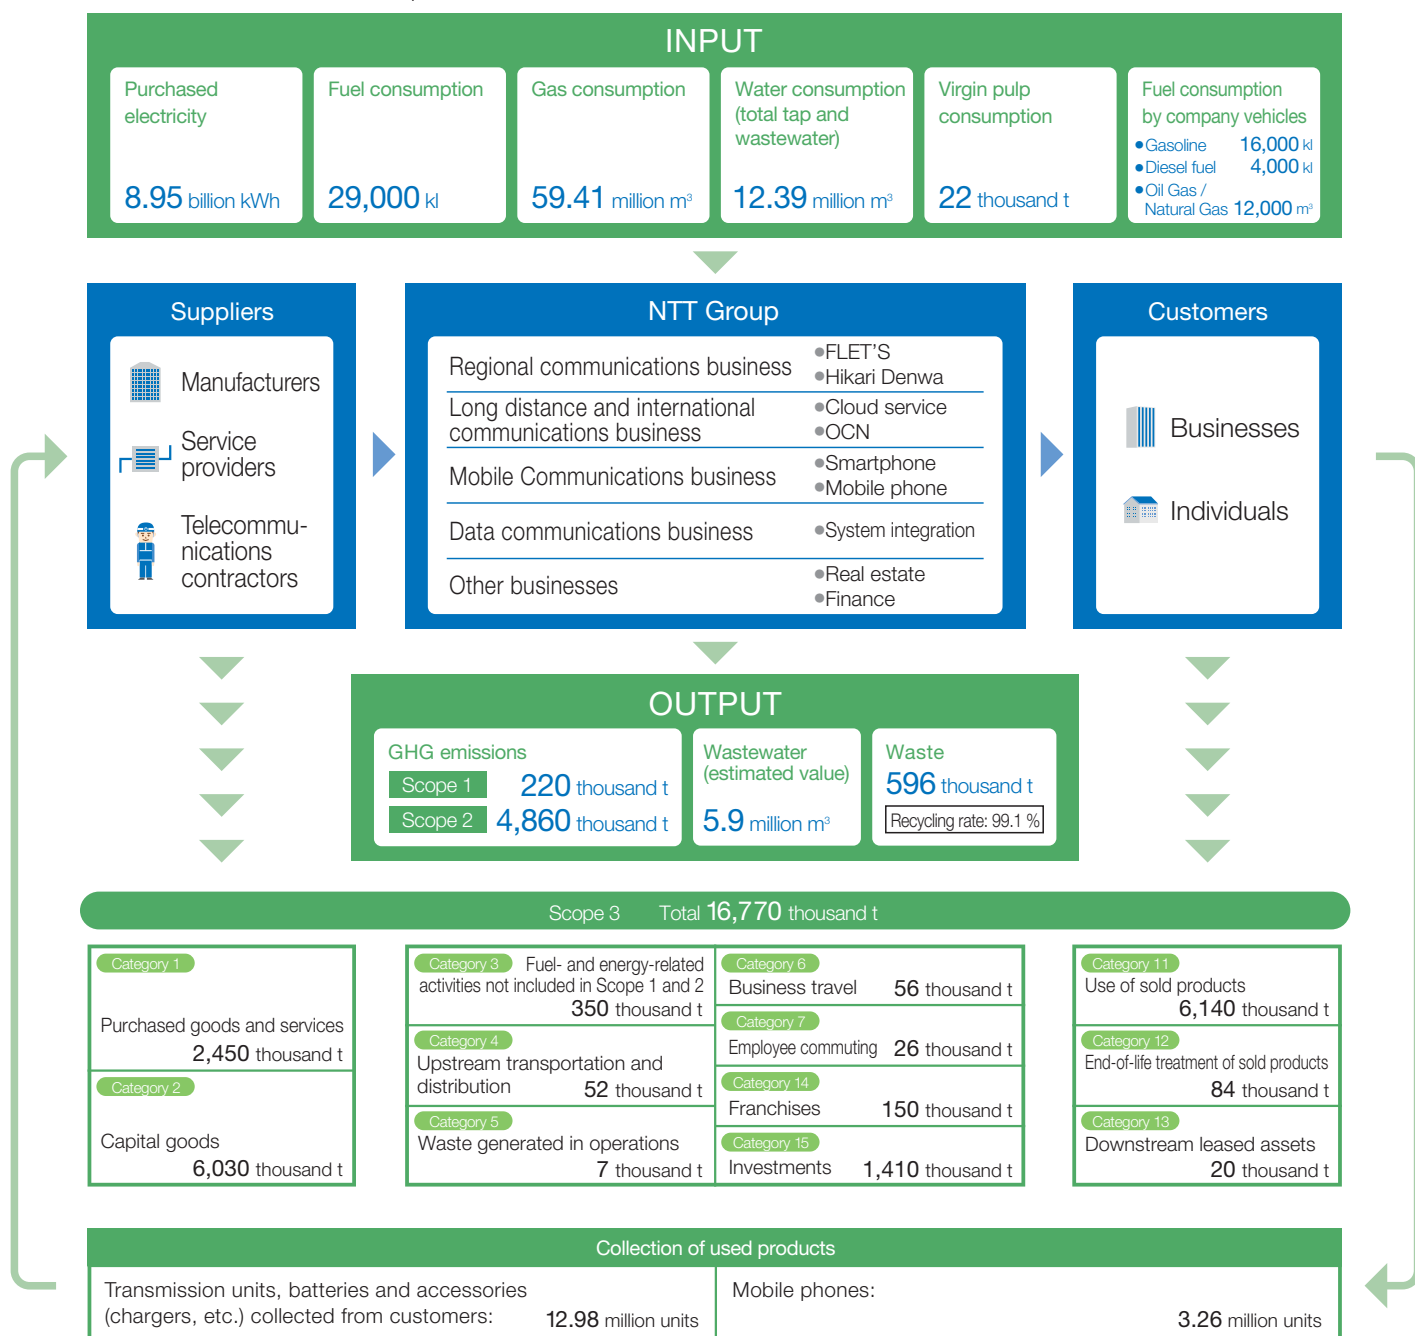 INPUT
Purchased
electricity
8.95 billion kWh
Fuel consumption
29,000 kl
Gas consumption
59.41 million m³
Water consumption
(total tap and
wastewater)
12.39 million m³
Virgin pulp
consumption
22 thousand t
Fuel consumption
by company vehicles
●Gasoline 16,000 kl
●Diesel fuel 4,000 kl
●Oil Gas /
Natural Gas 12,000 m³
Suppliers
Manufacturers
Service
providers
Telecommu-
nications
contractors
NTT Group
Regional communications business
●FLET'S
●Hikari Denwa
Long distance and international
communications business
●Cloud service
●OCN
Mobile Communications business
●Smartphone
●Mobile phone
Data communications business
●System integration
Other businesses
●Real estate
●Finance
Customers
Businesses
Individuals
OUTPUT
GHG emissions
Scope 1 220 thousand t
Scope 2 4,860 thousand t
Wastewater
(estimated value)
5.9 million m³
Waste
596 thousand t
Recycling rate: 99.1 %
Scope 3 Total 16,770 thousand t
Category 1
Purchased goods and services
2,450 thousand t
Category 2
Capital goods
6,030 thousand t
Category 3 Fuel- and energy-related
activities not included in Scope 1 and 2
350 thousand t
Category 4
Upstream transportation and
distribution 52 thousand t
Category 5
Waste generated in operations
7 thousand t
Category 6
Business travel 56 thousand t
Category 7
Employee commuting 26 thousand t
Category 14
Franchises 150 thousand t
Category 15
Investments 1,410 thousand t
Category 11
Use of sold products
6,140 thousand t
Category 12
End-of-life treatment of sold products
84 thousand t
Category 13
Downstream leased assets
20 thousand t
Collection of used products
Transmission units, batteries and accessories
(chargers, etc.) collected from customers: 12.98 million units
Mobile phones:
3.26 million units